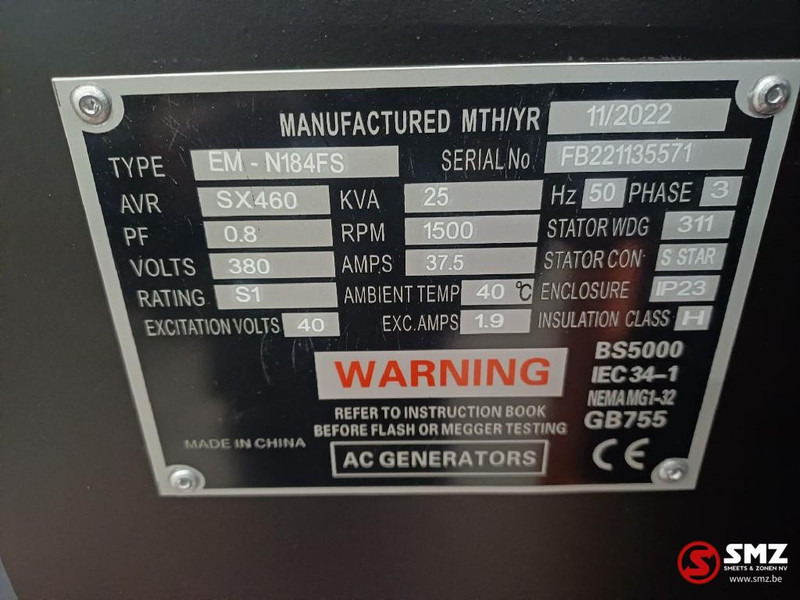 MANUFACTURED MTH/YR 11/2022
TYPE EM - N184FS SERIAL No FB221135571
AVR SX460 KVA 25 Hz 50 PHASE 3
PF 0.8 RPM 1500 STATOR WDG 311
VOLTS 380 AMP.S 37.5 STATOR CON S STAR
RATING S1 AMBIENT TEMP 40 ℃ ENCLOSURE IP23
EXCITATION VOLTS 40 EXC.AMPS 1.9 INSULATION CLASS H
WARNING
REFER TO INSTRUCTION BOOK
BEFORE FLASH OR MEGGER TESTING
MADE IN CHINA
AC GENERATORS
BS5000
IEC 34-1
NEMA MG1-32
GB755
CE
SMZ
SMEETS & ZONEN NV
www.smz.be